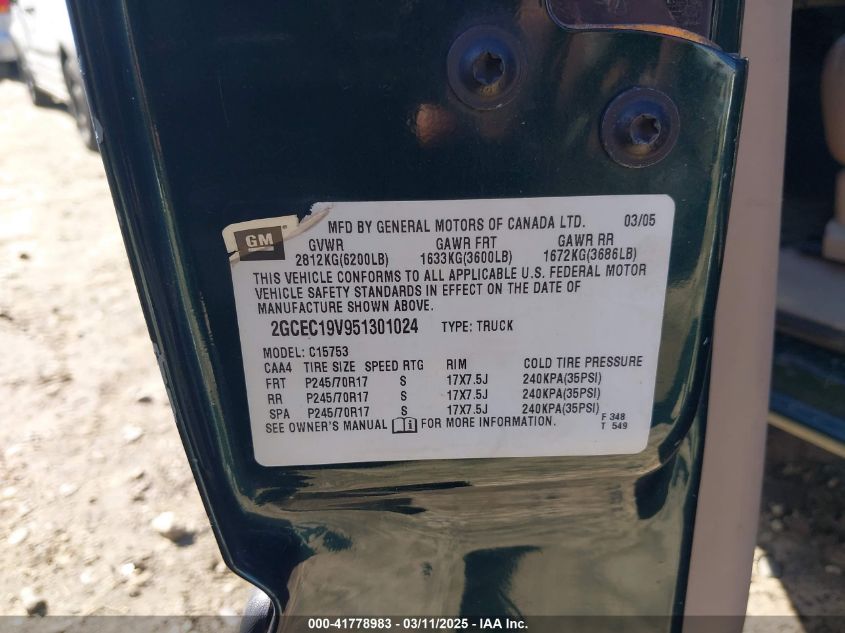 MFD BY GENERAL MOTORS OF CANADA LTD. 03/05
GM
GVWR GAWR FRT GAWR RR
2812KG(6200LB) 1633KG(3600LB) 1672KG(3686LB)
THIS VEHICLE CONFORMS TO ALL APPLICABLE U.S. FEDERAL MOTOR
VEHICLE SAFETY STANDARDS IN EFFECT ON THE DATE OF
MANUFACTURE SHOWN ABOVE.
2GCEC19V951301024 TYPE: TRUCK
MODEL: C15753
CAA4 TIRE SIZE SPEED RTG RIM COLD TIRE PRESSURE
FRT P245/70R17 S 17X7.5J 240KPA(35PSI)
RR P245/70R17 S 17X7.5J 240KPA(35PSI)
SPA P245/70R17 S 17X7.5J 240KPA(35PSI)
SEE OWNER'S MANUAL i FOR MORE INFORMATION.
F 348
T 549
000-41778983 / 03/11/2025 / IAA Inc.